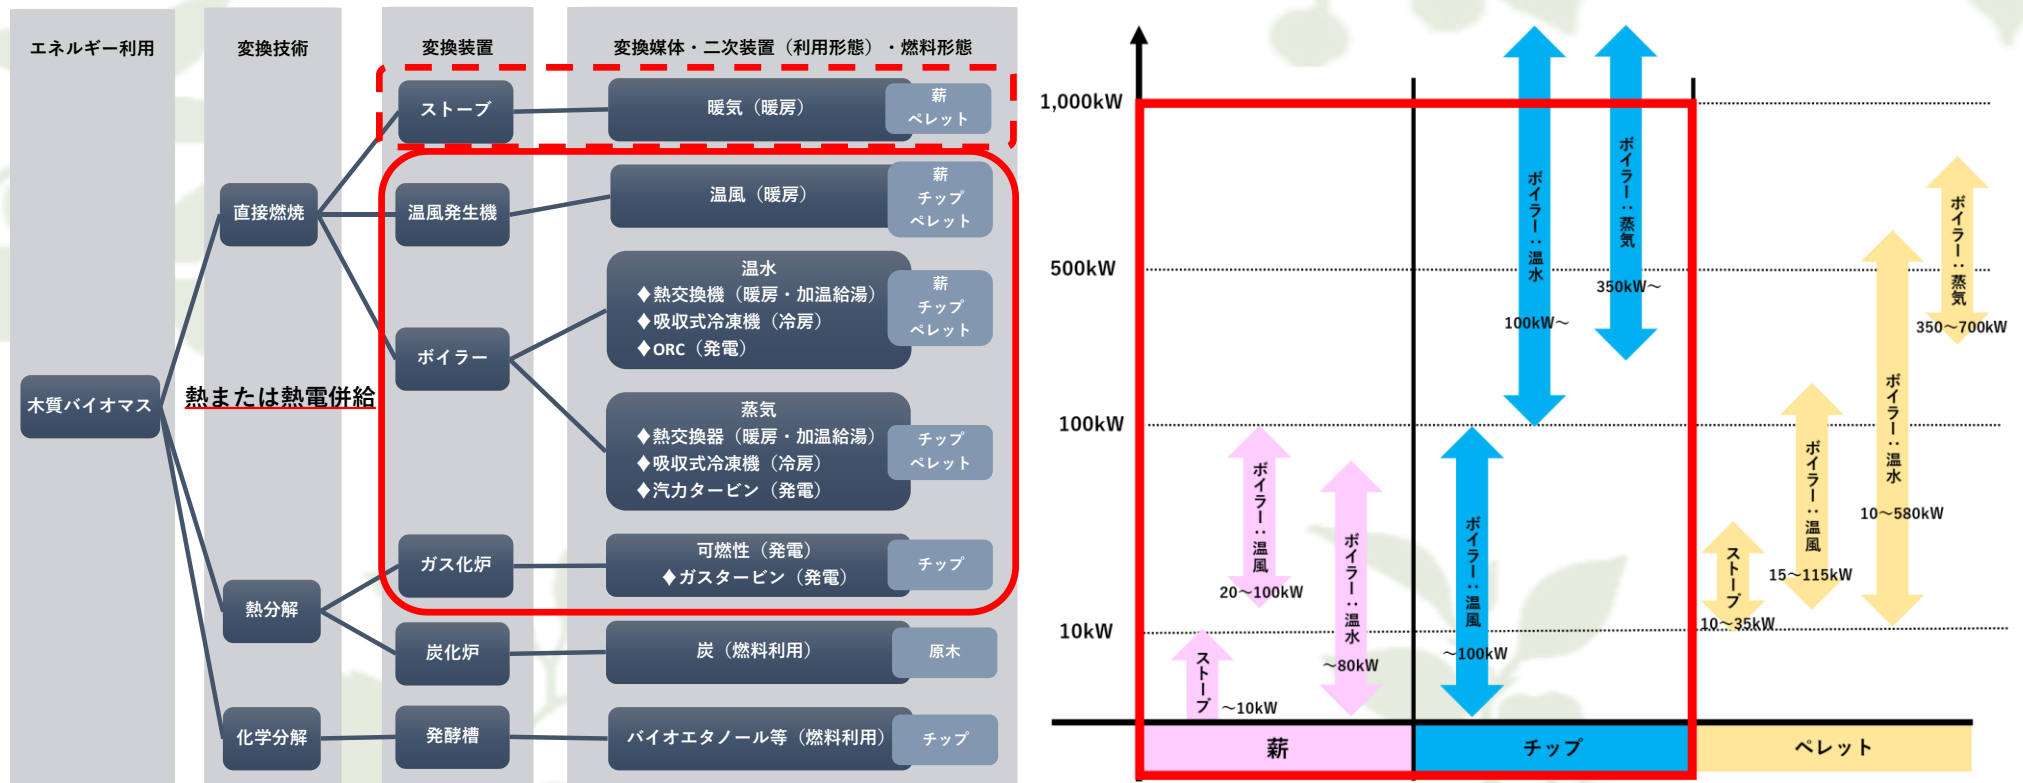 エネルギー利用
変換技術
変換装置
変換媒体・二次装置（利用形態）・燃料形態
木質バイオマス
熱または熱電併給
直接燃焼
熱分解
化学分解
ストーブ
暖気（暖房）
薪
ペレット
温風発生機
温風（暖房）
薪
チップ
ペレット
ボイラー
温水
♦熱交換機（暖房・加温給湯）
♦吸収式冷凍機（冷房）
♦ORC（発電）
薪
チップ
ペレット
蒸気
♦熱交換器（暖房・加温給湯）
♦吸収式冷凍機（冷房）
♦汽力タービン（発電）
チップ
ペレット
ガス化炉
可燃性（発電）
♦ガスタービン（発電）
チップ
炭化炉
炭（燃料利用）
原木
発酵槽
バイオエタノール等（燃料利用）
チップ
1,000kW
500kW
100kW
10kW
ストーブ
～10kW
ボイラー：温風
20～100kW
ボイラー：温水
～80kW
ボイラー：温風
～100kW
ボイラー：温水
100kW～
ボイラー：蒸気
350kW～
ストーブ
10～35kW
ボイラー：温風
15～115kW
ボイラー：温水
10～580kW
ボイラー：蒸気
350～700kW
薪
チップ
ペレット